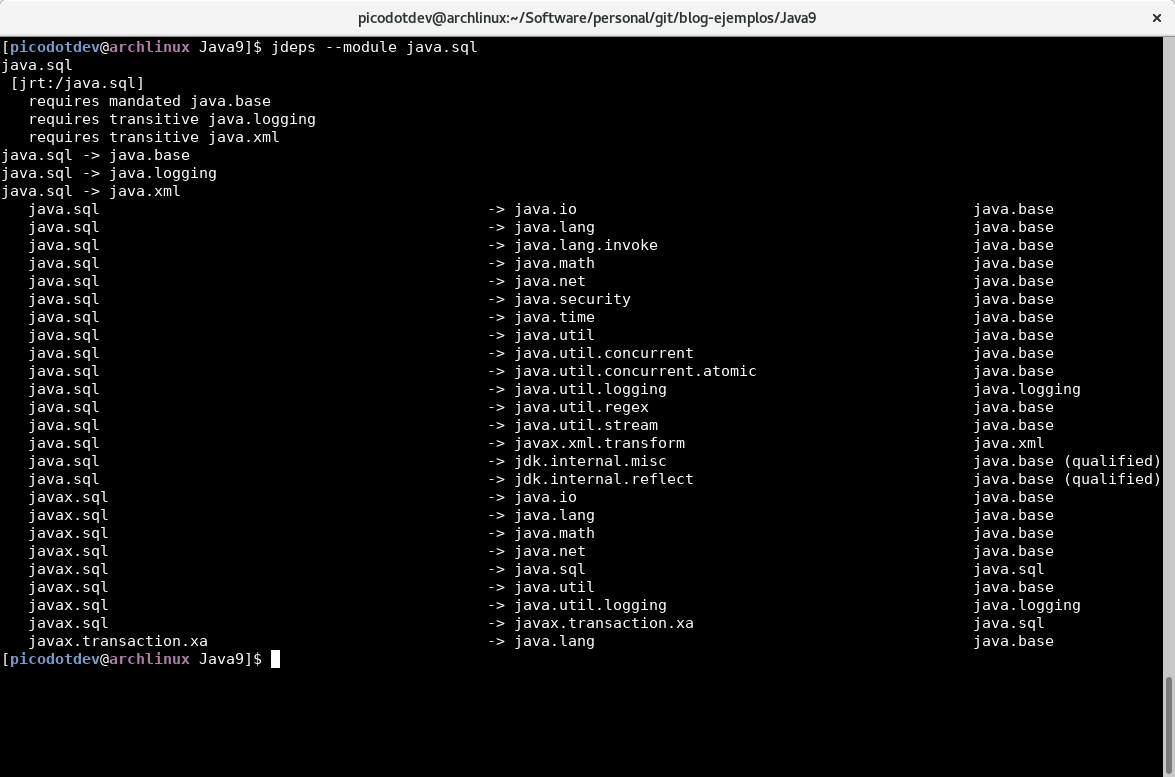 picodotdev@archlinux:~/Software/personal/git/blog-ejemplos/Java9 ×
[picodotdev@archlinux Java9]$ jdeps --module java.sql
java.sql
 [jrt:/java.sql]
   requires mandated java.base
   requires transitive java.logging
   requires transitive java.xml
java.sql -> java.base
java.sql -> java.logging
java.sql -> java.xml
   java.sql                                           -> java.io                                            java.base
   java.sql                                           -> java.lang                                          java.base
   java.sql                                           -> java.lang.invoke                                   java.base
   java.sql                                           -> java.math                                          java.base
   java.sql                                           -> java.net                                           java.base
   java.sql                                           -> java.security                                      java.base
   java.sql                                           -> java.time                                          java.base
   java.sql                                           -> java.util                                          java.base
   java.sql                                           -> java.util.concurrent                               java.base
   java.sql                                           -> java.util.concurrent.atomic                        java.base
   java.sql                                           -> java.util.logging                                  java.logging
   java.sql                                           -> java.util.regex                                    java.base
   java.sql                                           -> java.util.stream                                   java.base
   java.sql                                           -> javax.xml.transform                                java.xml
   java.sql                                           -> jdk.internal.misc                                  java.base (qualified)
   java.sql                                           -> jdk.internal.reflect                               java.base (qualified)
   javax.sql                                          -> java.io                                            java.base
   javax.sql                                          -> java.lang                                          java.base
   javax.sql                                          -> java.math                                          java.base
   javax.sql                                          -> java.net                                           java.base
   javax.sql                                          -> java.sql                                           java.sql
   javax.sql                                          -> java.util                                          java.base
   javax.sql                                          -> java.util.logging                                  java.logging
   javax.sql                                          -> javax.transaction.xa                               java.sql
   javax.transaction.xa                               -> java.lang                                          java.base
[picodotdev@archlinux Java9]$